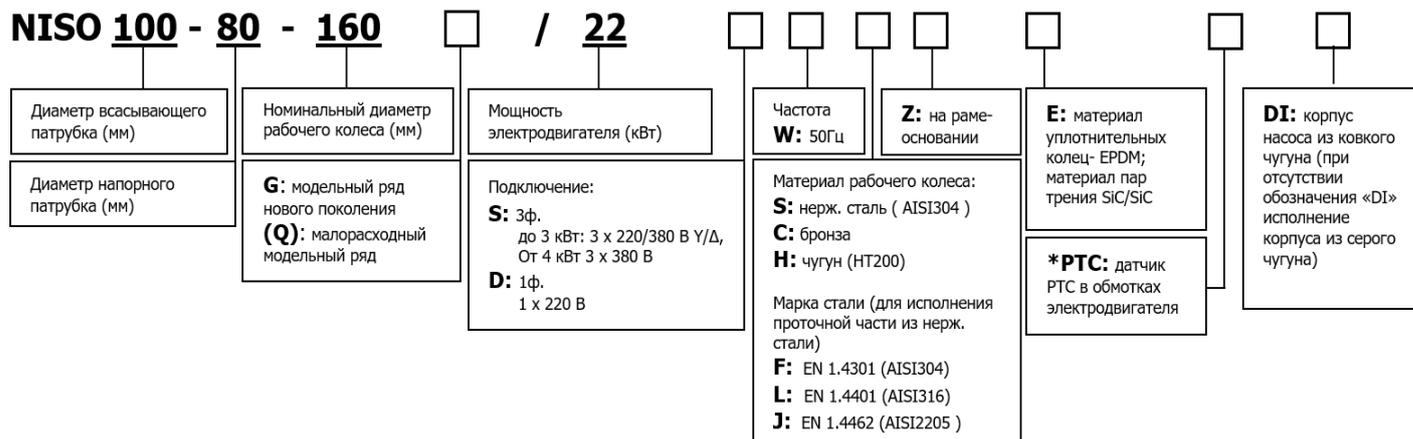 NISO 100 - 80 - 160 / 22
Диаметр всасывающего
патрубка (мм)
Диаметр напорного
патрубка (мм)
Номинальный диаметр
рабочего колеса (мм)
G: модельный ряд
нового поколения
(Q): малорасходный
модельный ряд
Мощность
электродвигателя (кВт)
Подключение:
S: 3ф.
до 3 кВт: 3 х 220/380 В Y/Δ,
От 4 кВт 3 х 380 В
D: 1ф.
1 х 220 В
Частота
W: 50Гц
Z: на раме-
основании
Материал рабочего колеса:
S: нерж. сталь ( AISI304 )
C: бронза
H: чугун (HT200)
Марка стали (для исполнения
проточной части из нерж.
стали)
F: EN 1.4301 (AISI304)
L: EN 1.4401 (AISI316)
J: EN 1.4462 (AISI2205 )
E: материал
уплотнительных
колец- EPDM;
материал пар
трения SiC/SiC
*PTC: датчик
PTC в обмотках
электродвигателя
DI: корпус
насоса из ковкого
чугуна (при
отсутствии
обозначения «DI»
исполнение
корпуса из серого
чугуна)